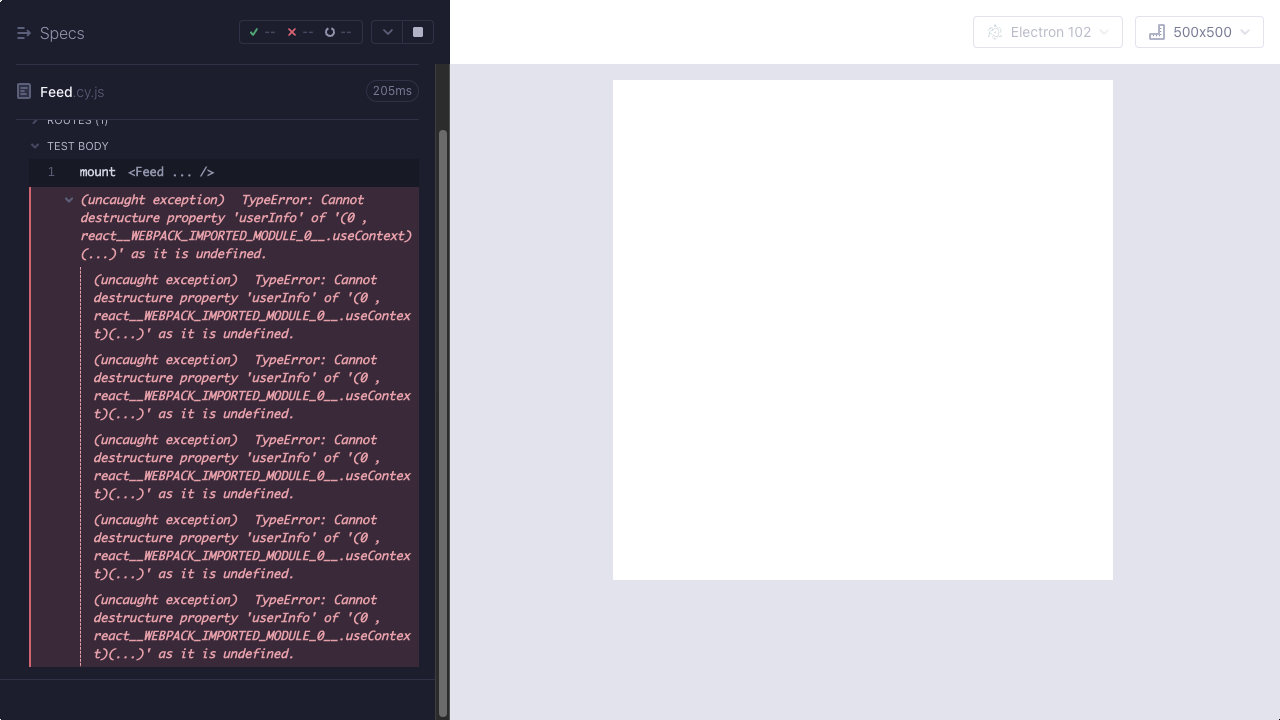 Specs
-- -- --
Electron 102
500x500
Feed.cy.js
205ms
ROUTES (1)
TEST BODY
1 mount <Feed ... />
(uncaught exception) TypeError: Cannot
destructure property 'userInfo' of '(0 ,
react__WEBPACK_IMPORTED_MODULE_0__.useContext)
(...)' as it is undefined.
(uncaught exception) TypeError: Cannot
destructure property 'userInfo' of '(0 ,
react__WEBPACK_IMPORTED_MODULE_0__.useContex
t)(...)' as it is undefined.
(uncaught exception) TypeError: Cannot
destructure property 'userInfo' of '(0 ,
react__WEBPACK_IMPORTED_MODULE_0__.useContex
t)(...)' as it is undefined.
(uncaught exception) TypeError: Cannot
destructure property 'userInfo' of '(0 ,
react__WEBPACK_IMPORTED_MODULE_0__.useContex
t)(...)' as it is undefined.
(uncaught exception) TypeError: Cannot
destructure property 'userInfo' of '(0 ,
react__WEBPACK_IMPORTED_MODULE_0__.useContex
t)(...)' as it is undefined.
(uncaught exception) TypeError: Cannot
destructure property 'userInfo' of '(0 ,
react__WEBPACK_IMPORTED_MODULE_0__.useContex
t)(...)' as it is undefined.